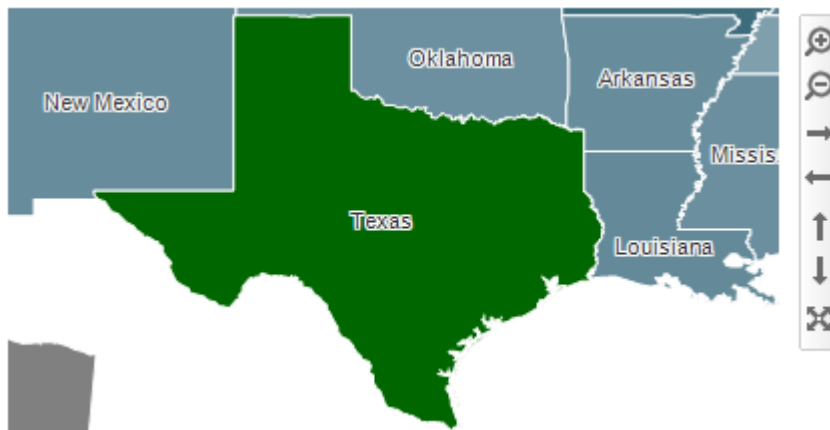 Oklahoma
Arkansas
New Mexico
Missis
Texas
Louisiana